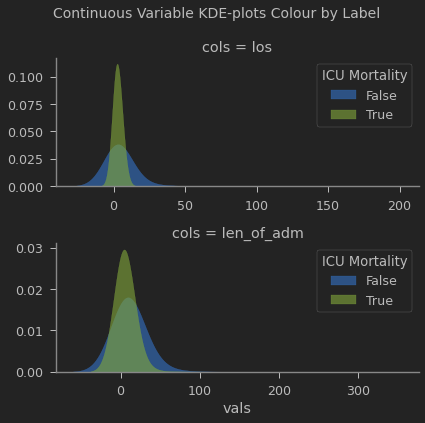 Continuous Variable KDE-plots Colour by Label
cols = los
0.100
0.075
0.050
0.025
0.000
ICU Mortality
False
True
0 50 100 150 200
cols = len_of_adm
0.03
0.02
0.01
0.00
ICU Mortality
False
True
0 100 200 300
vals